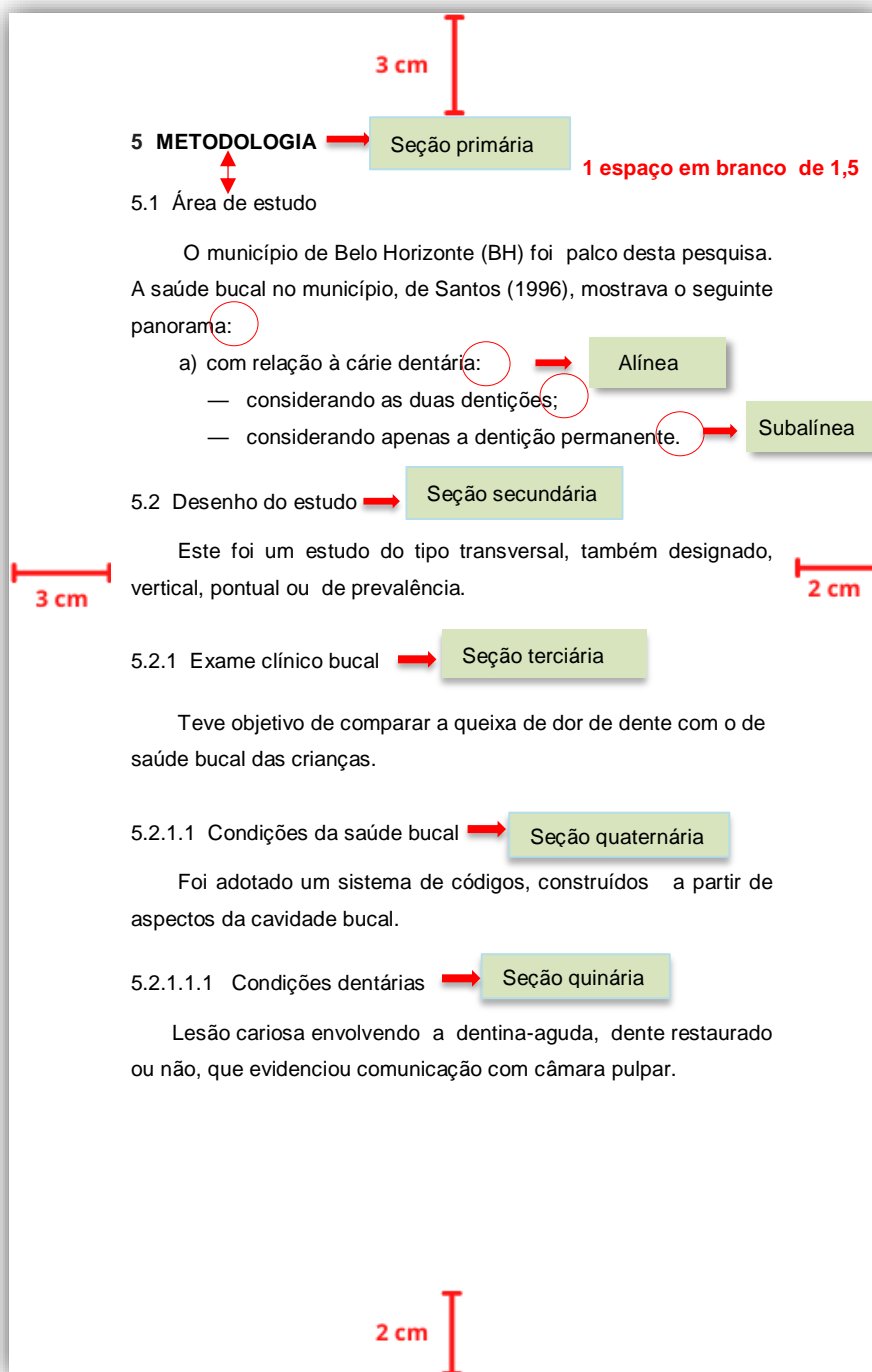 3 cm
5 METODOLOGIA
Seção primária
1 espaço em branco de 1,5
5.1 Área de estudo
O município de Belo Horizonte (BH) foi palco desta pesquisa.
A saúde bucal no município, de Santos (1996), mostrava o seguinte
panorama:
a) com relação à cárie dentária:
Alínea
— considerando as duas dentições;
— considerando apenas a dentição permanente.
Subalínea
5.2 Desenho do estudo
Seção secundária
Este foi um estudo do tipo transversal, também designado,
vertical, pontual ou de prevalência.
3 cm
2 cm
5.2.1 Exame clínico bucal
Seção terciária
Teve objetivo de comparar a queixa de dor de dente com o de
saúde bucal das crianças.
5.2.1.1 Condições da saúde bucal
Seção quaternária
Foi adotado um sistema de códigos, construídos a partir de
aspectos da cavidade bucal.
5.2.1.1.1 Condições dentárias
Seção quinária
Lesão cariosa envolvendo a dentina-aguda, dente restaurado
ou não, que evidenciou comunicação com câmara pulpar.
2 cm